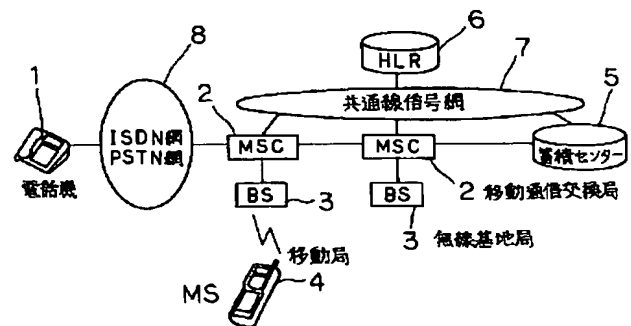 6
8
HLR
7
1
共通線信号網
5
2
ISDN網
PSTN網
MSC
MSC
蓄積センター
電話機
BS
3
BS
2 移動通信交換局
3 無線基地局
移動局
MS
4